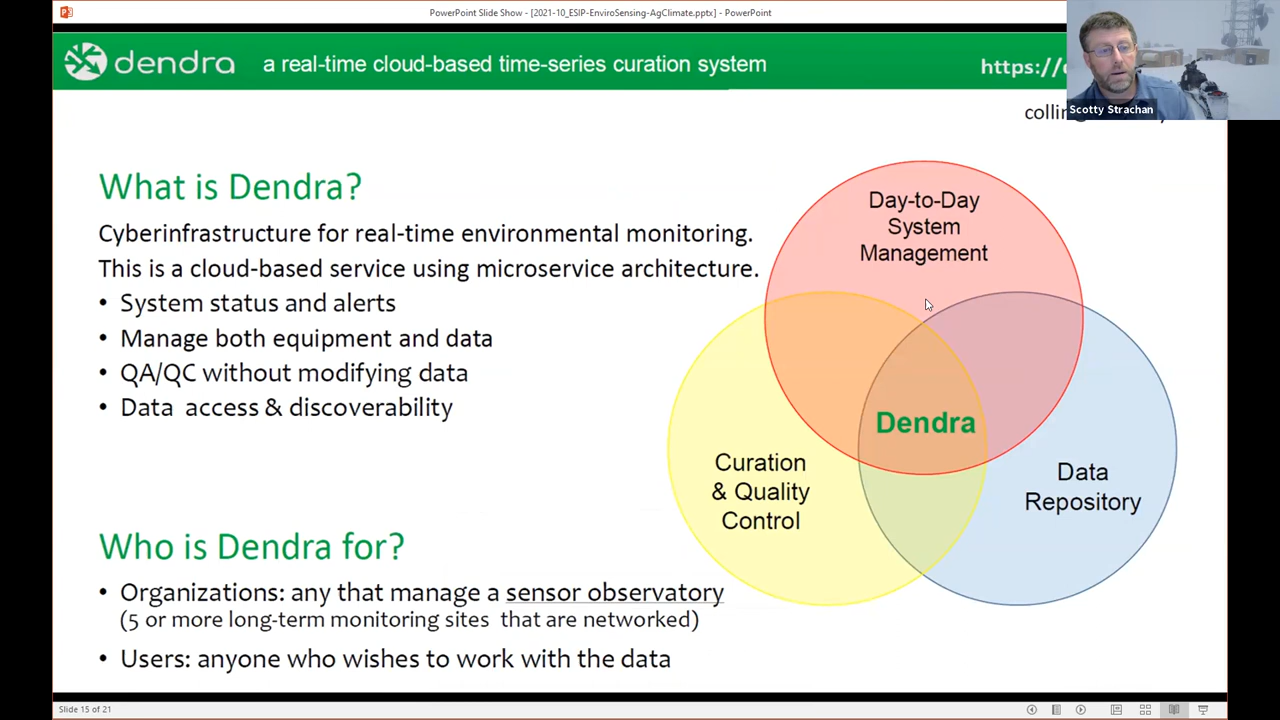 PowerPoint Slide Show - [2021-10_ESIP-EnviroSensing-AgClimate.pptx] - PowerPoint
dendra a real-time cloud-based time-series curation system
Scotty Strachan
What is Dendra?
Cyberinfrastructure for real-time environmental monitoring.
This is a cloud-based service using microservice architecture.
• System status and alerts
• Manage both equipment and data
• QA/QC without modifying data
• Data access & discoverability
Day-to-Day
System
Management
Dendra
Curation
& Quality
Control
Data
Repository
Who is Dendra for?
• Organizations: any that manage a sensor observatory
(5 or more long-term monitoring sites that are networked)
• Users: anyone who wishes to work with the data
Slide 15 of 21